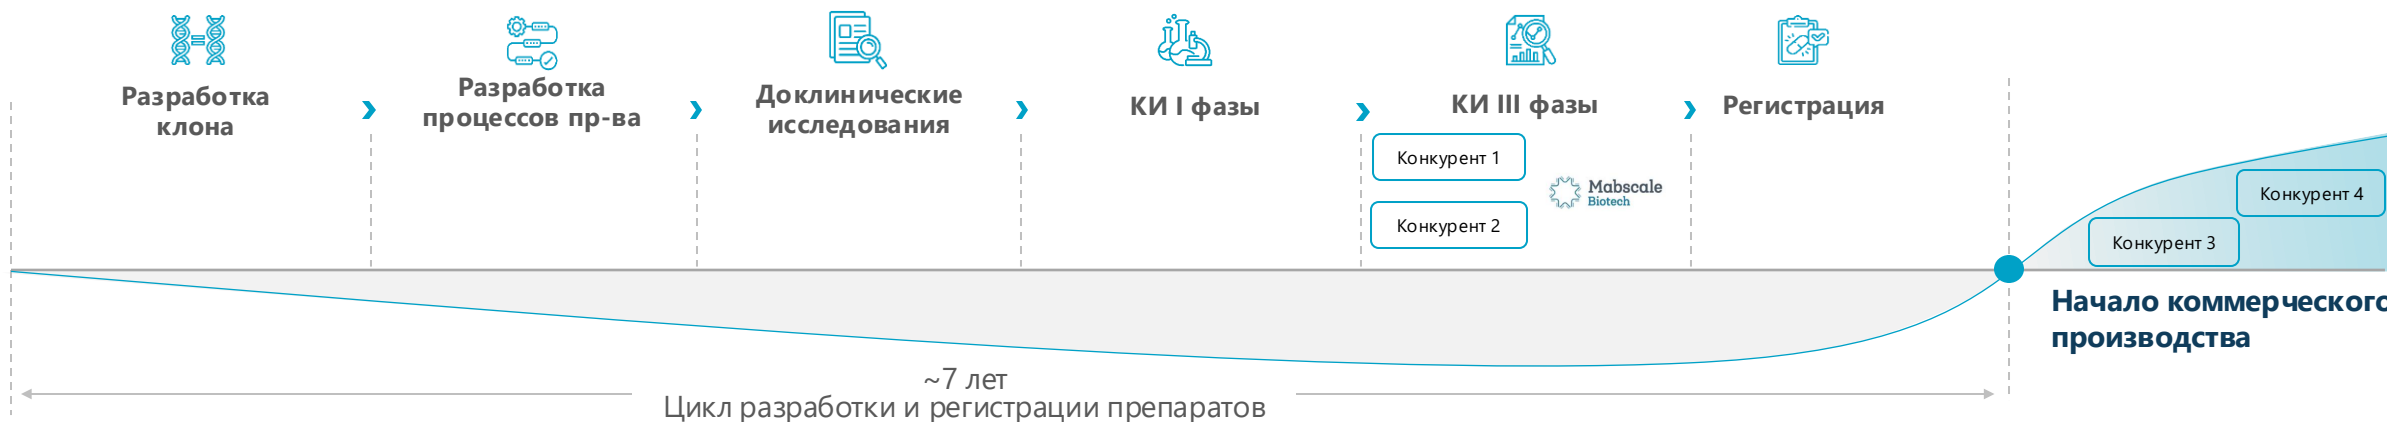 Разработка
клона
Разработка
процессов пр-ва
Доклинические
исследования
КИ I фазы
КИ III фазы
Регистрация
Конкурент 1
Mabscale
Biotech
Конкурент 2
Конкурент 4
Конкурент 3
Начало коммерческого
производства
~7 лет
Цикл разработки и регистрации препаратов